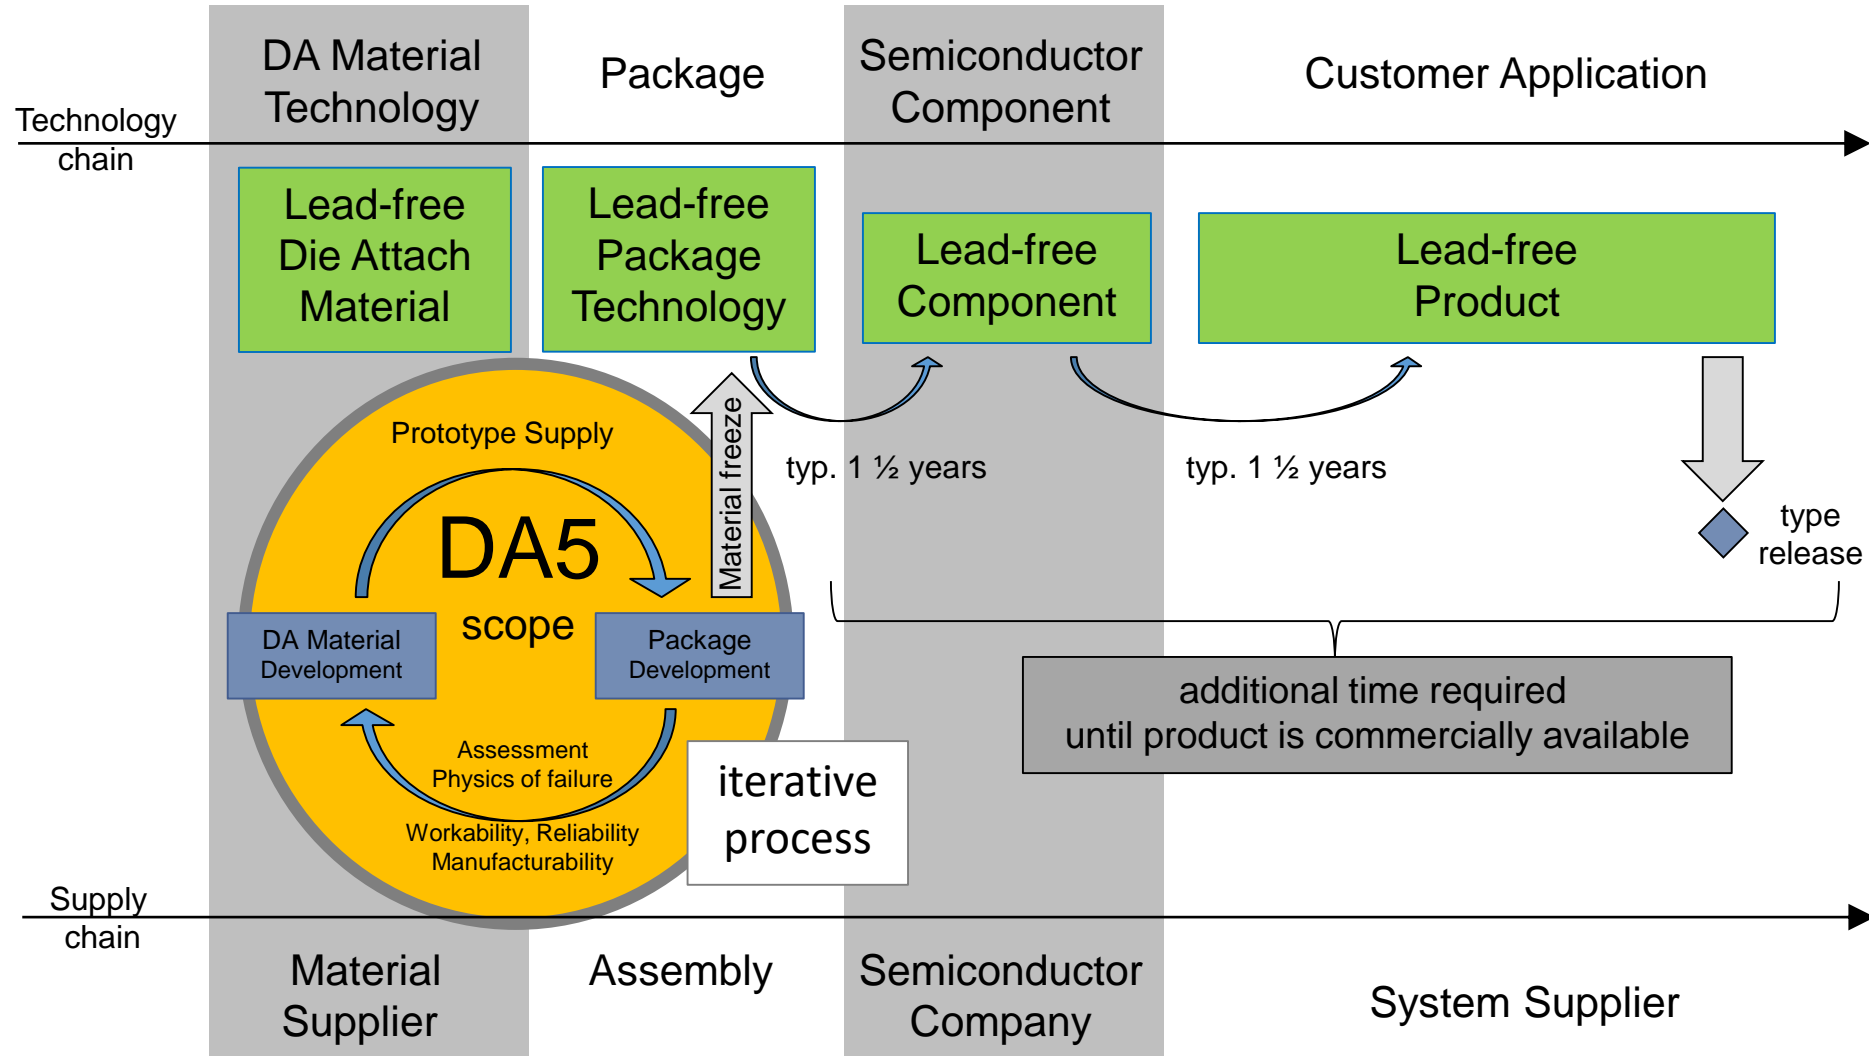 DA Material
Technology
Package
Semiconductor
Component
Customer Application
Technology
chain
Lead-free
Die Attach
Material
Lead-free
Package
Technology
Lead-free
Component
Lead-free
Product
Prototype Supply
Material freeze
typ. 1 ½ years
typ. 1 ½ years
type
release
DA5
scope
DA Material
Development
Package
Development
additional time required
until product is commercially available
Assessment
Physics of failure
Workability, Reliability
Manufacturability
iterative
process
Supply
chain
Material
Supplier
Assembly
Semiconductor
Company
System Supplier